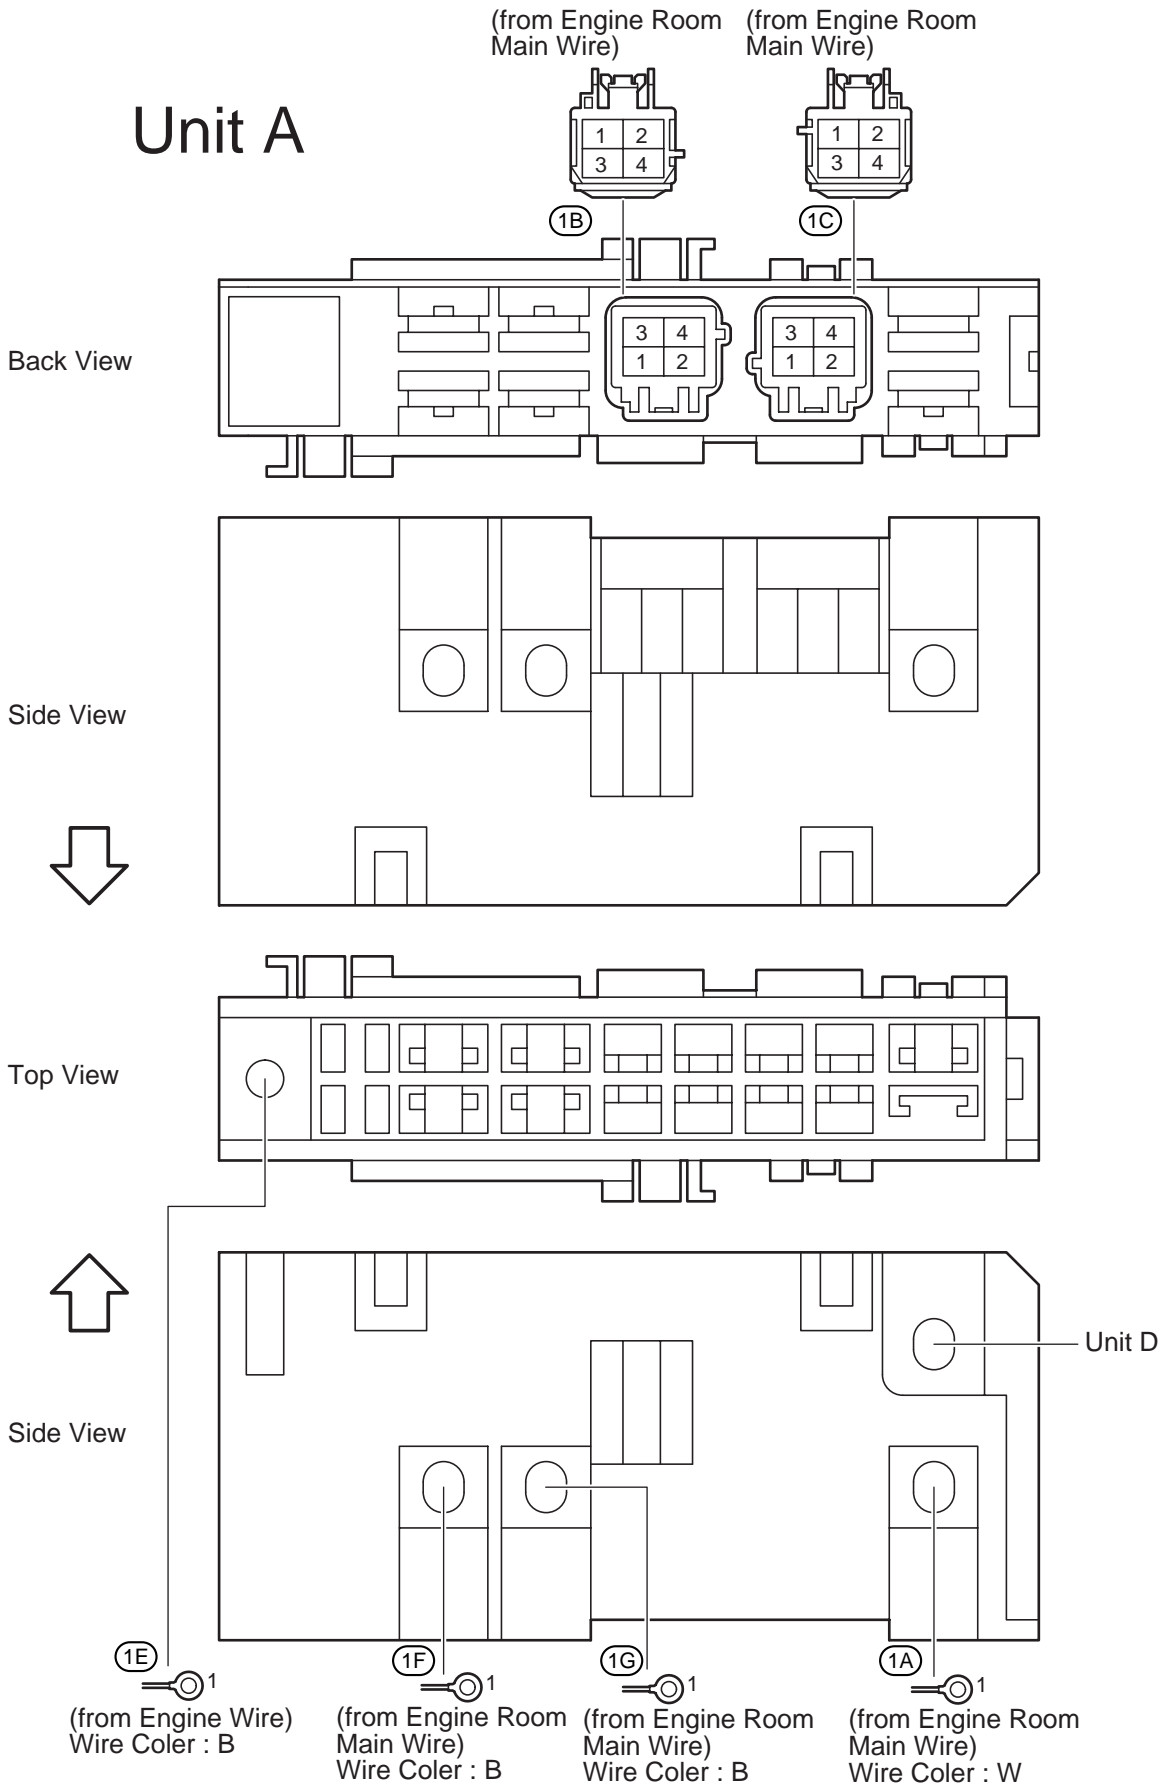 (from Engine Room
Main Wire)
(from Engine Room
Main Wire)
Unit A
1 2
3 4
1 2
3 4
1B
1C
Back View
3 4
1 2
3 4
1 2
Side View
Top View
Unit D
Side View
1E
1
(from Engine Wire)
Wire Coler : B
1F
1
(from Engine Room
Main Wire)
Wire Coler : B
1G
1
(from Engine Room
Main Wire)
Wire Coler : B
1A
1
(from Engine Room
Main Wire)
Wire Coler : W